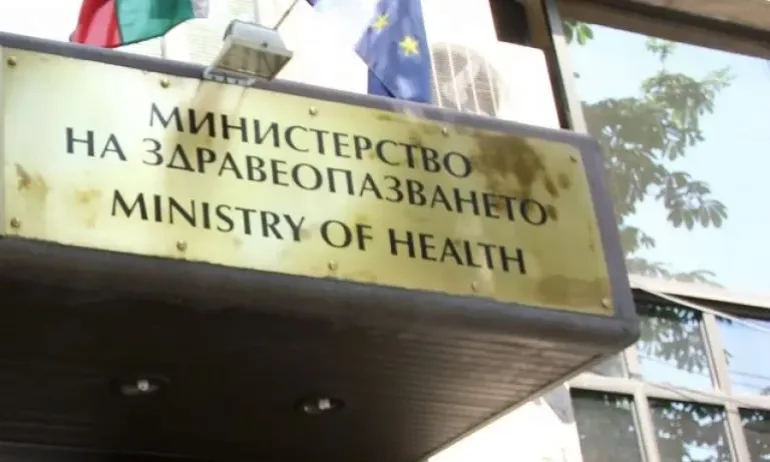 МИНИСТЕРСТВО
НА ЗДРАВЕОПАЗВАНЕТО
MINISTRY OF HEALTH